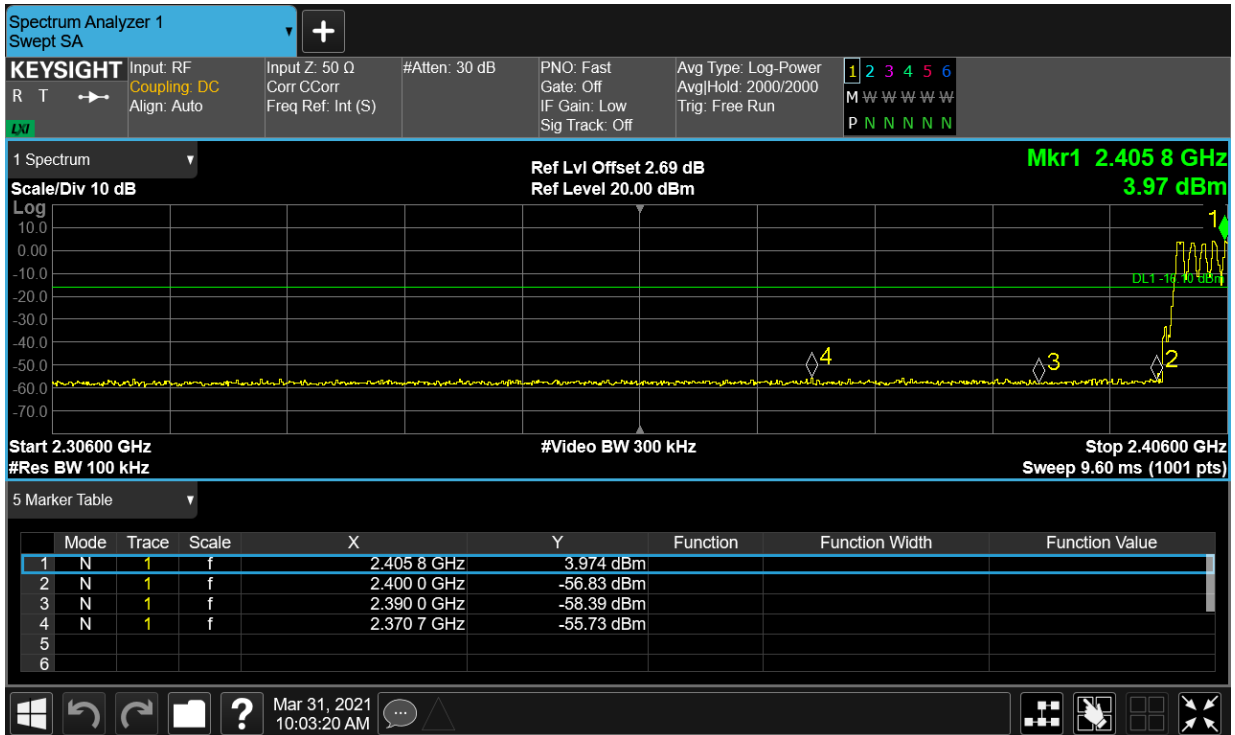 Spectrum Analyzer 1
Swept SA
KEYSIGHT
R T
LXI
Input: RF
Coupling: DC
Align: Auto
Input Z: 50 Ω
Corr CCorr
Freq Ref: Int (S)
#Atten: 30 dB
PNO: Fast
Gate: Off
IF Gain: Low
Sig Track: Off
Avg Type: Log-Power
Avg|Hold: 2000/2000
Trig: Free Run
1 2 3 4 5 6
M W W W W W
P N N N N N
1 Spectrum
Scale/Div 10 dB
Ref Lvl Offset 2.69 dB
Ref Level 20.00 dBm
Mkr1 2.405 8 GHz
3.97 dBm
Log
10.0
0.00
-10.0
-20.0
-30.0
-40.0
-50.0
-60.0
-70.0
1
DL1 -16.10 dBm
4
3
2
Start 2.30600 GHz
#Video BW 300 kHz
Stop 2.40600 GHz
#Res BW 100 kHz
Sweep 9.60 ms (1001 pts)
5 Marker Table
Mode Trace Scale X Y Function Function Width Function Value
1 N 1 f 2.405 8 GHz 3.974 dBm
2 N 1 f 2.400 0 GHz -56.83 dBm
3 N 1 f 2.390 0 GHz -58.39 dBm
4 N 1 f 2.370 7 GHz -55.73 dBm
5
6
?
Mar 31, 2021
10:03:20 AM